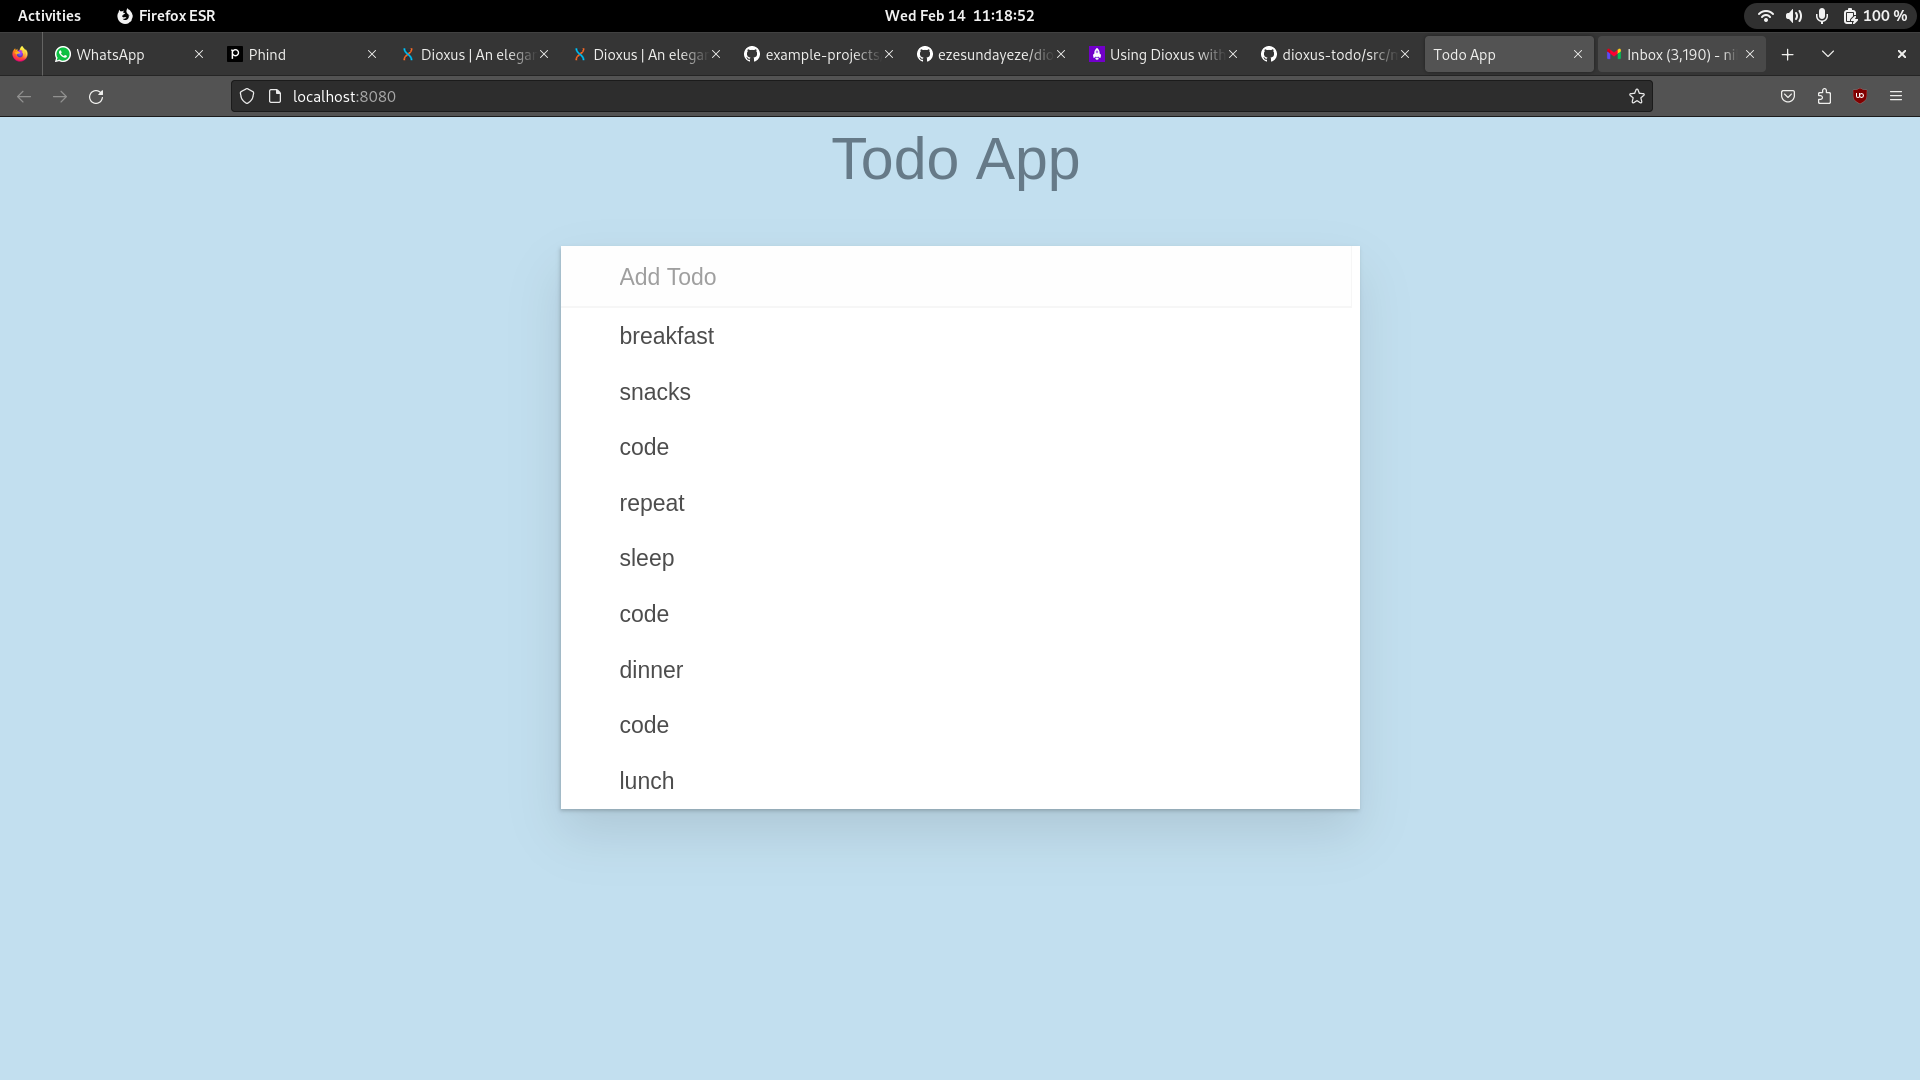 Activities Firefox ESR Wed Feb 14 11:18:52 100 %
WhatsApp Phind Dioxus | An elega Dioxus | An elega example-projects ezesundayeze/dio Using Dioxus with dioxus-todo/src/ Todo App Inbox (3,190) - ni
localhost:8080
Todo App
Add Todo
breakfast
snacks
code
repeat
sleep
code
dinner
code
lunch